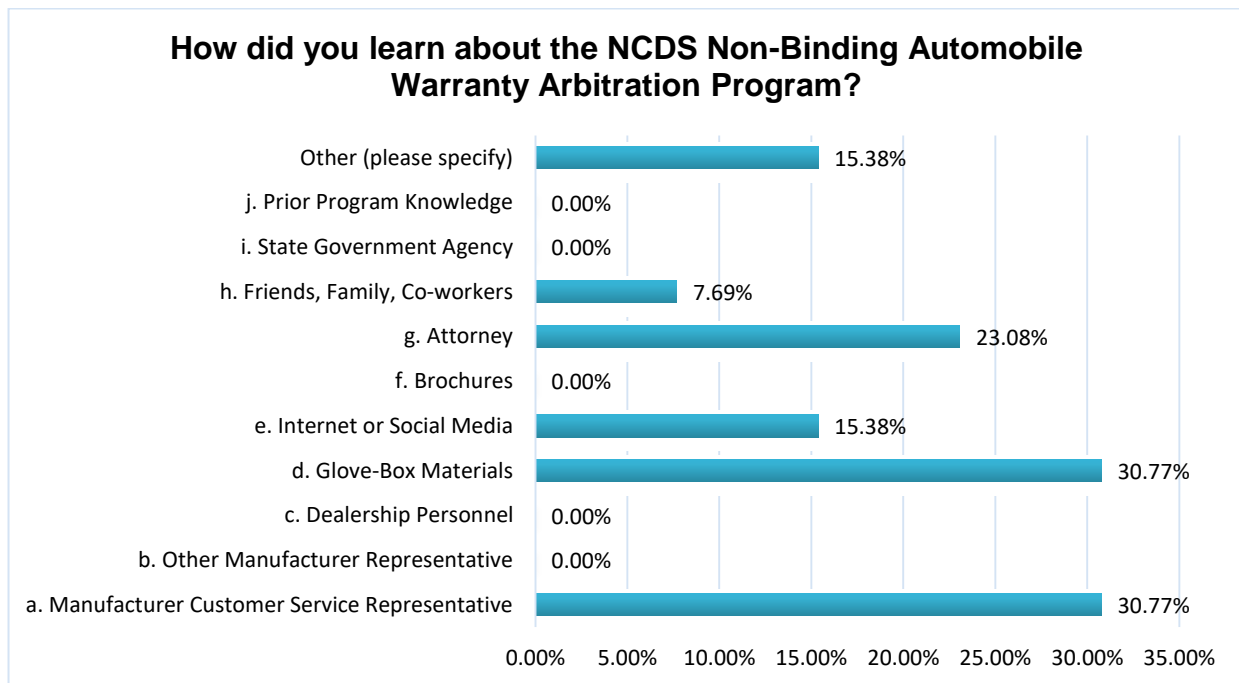 How did you learn about the NCDS Non-Binding Automobile
Warranty Arbitration Program?
Other (please specify) 15.38%
j. Prior Program Knowledge 0.00%
i. State Government Agency 0.00%
h. Friends, Family, Co-workers 7.69%
g. Attorney 23.08%
f. Brochures 0.00%
e. Internet or Social Media 15.38%
d. Glove-Box Materials 30.77%
c. Dealership Personnel 0.00%
b. Other Manufacturer Representative 0.00%
a. Manufacturer Customer Service Representative 30.77%
0.00% 5.00% 10.00% 15.00% 20.00% 25.00% 30.00% 35.00%